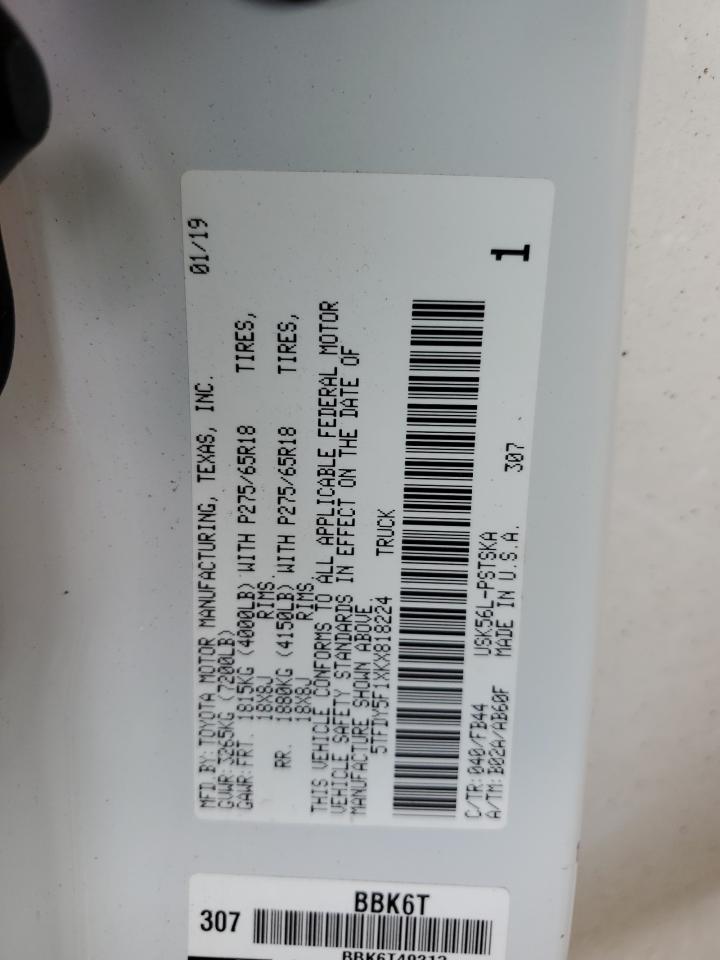 MFD.BY:TOYOTA MOTOR MANUFACTURING, TEXAS, INC. 01/19
GVWR:3265KG (7200LB)
GAWR:FRT. 1815KG (4000LB) WITH P275/65R18 TIRES,
18X8J RIMS.
RR. 1880KG (4150LB) WITH P275/65R18 TIRES,
18X8J RIMS.
THIS VEHICLE CONFORMS TO ALL APPLICABLE FEDERAL MOTOR
VEHICLE SAFETY STANDARDS IN EFFECT ON THE DATE OF
MANUFACTURE SHOWN ABOVE.
5TFDY5F1XKX818224 TRUCK
C/TR:040/FB44 USK56L-PSTSKA
A/TM:B02A/AB60F MADE IN U.S.A. 307 1
BBK6T
307
BBK6T40312